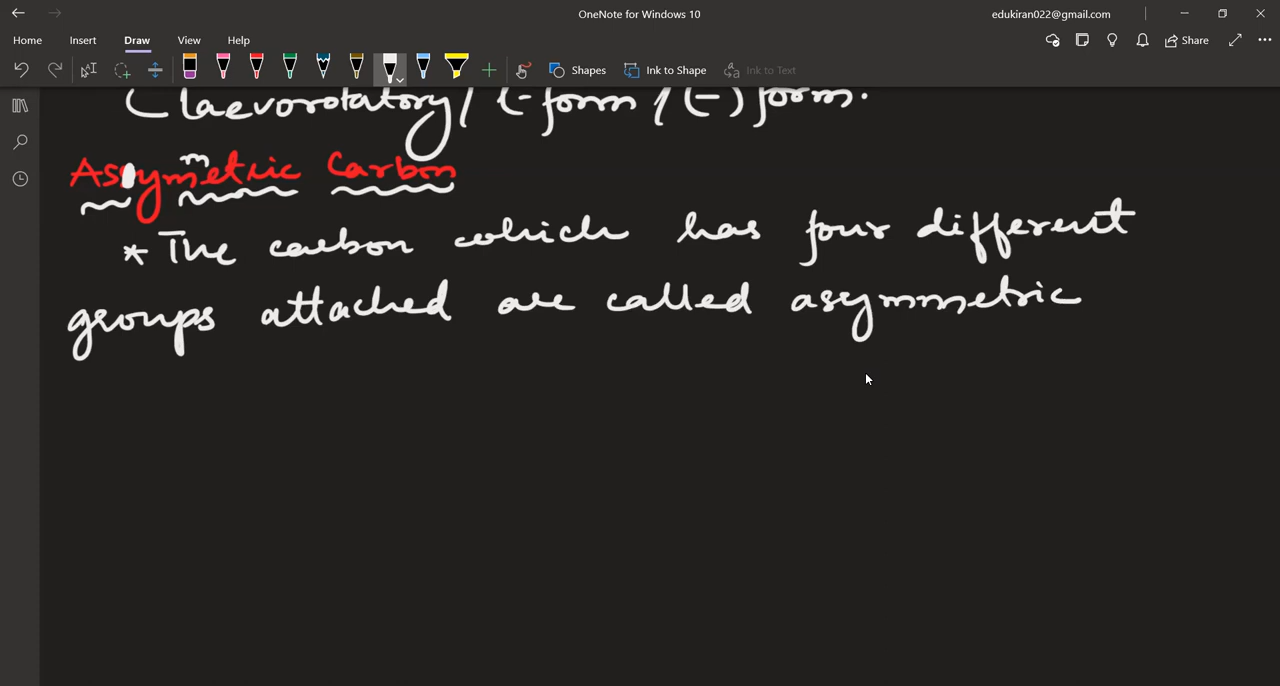 OneNote for Windows 10
edukiran022@gmail.com
Home Insert Draw View Help
Share
Shapes Ink to Shape Ink to Text
(laevorotatory / l-form / (-) form.
Asymmetric Carbon
* The carbon which has four different
groups attached are called asymmetric